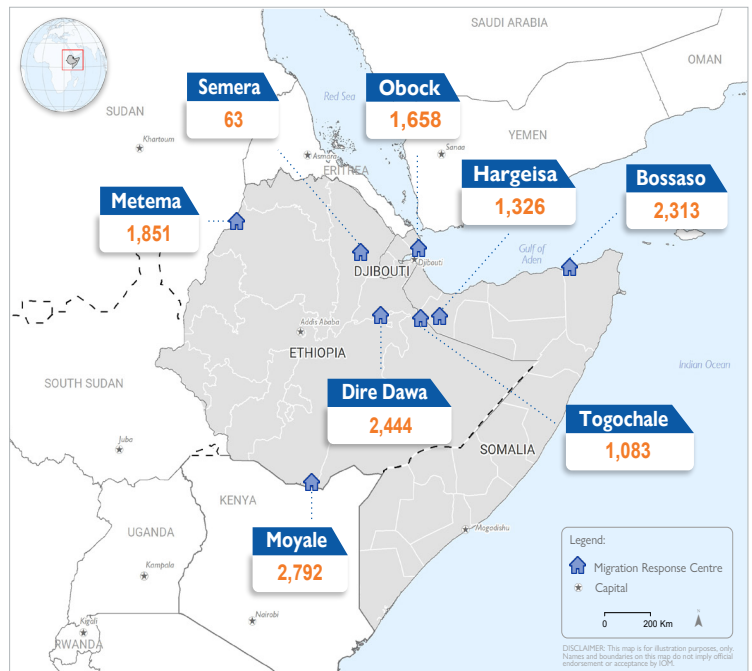 SAUDI ARABIA
OMAN
SUDAN
Khartoum
Red Sea
Semera
63
Obock
1,658
YEMEN
Sanaa
Asmara
ERITREA
Hargeisa
1,326
Bossaso
2,313
Metema
1,851
Gulf of
Aden
DJIBOUTI
Djibouti
Addis Ababa
ETHIOPIA
Indian Ocean
SOUTH SUDAN
Juba
Dire Dawa
2,444
Togochale
1,083
SOMALIA
KENYA
UGANDA
Kampala
Moyale
2,792
Mogadishu
Nairobi
Kigali
RWANDA
Legend:
Migration Response Centre
Capital
0 200 Km
N
DISCLAIMER: This map is for illustration purposes, only.
Names and boundaries on this map do not imply official
endorsement or acceptance by IOM.